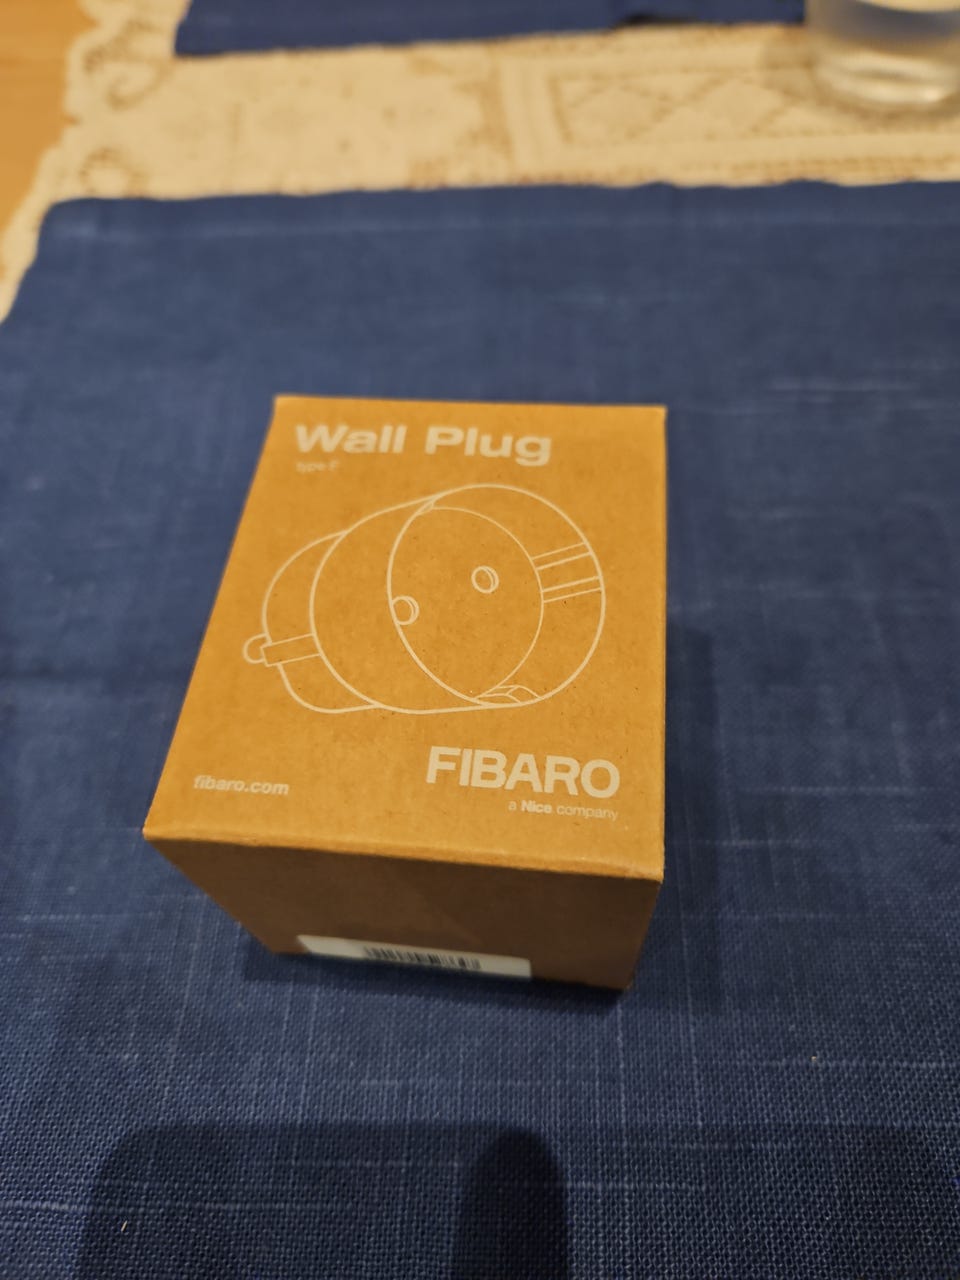 Wall Plug
type F
fibaro.com
FIBARO
a Nice company